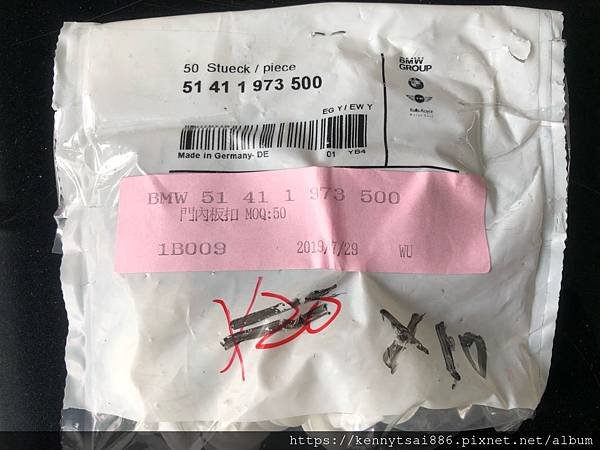 50 Stueck / piece
51 41 1 973 500
BMW
GROUP
EG Y / EW Y
Made in Germany-DE
01 YB4
BMW 51 41 1 973 500
門內板扣 MOQ:50
1B009 2019/7/29 WU
X20
X10
https://kennytsai886.pixnet.net/album